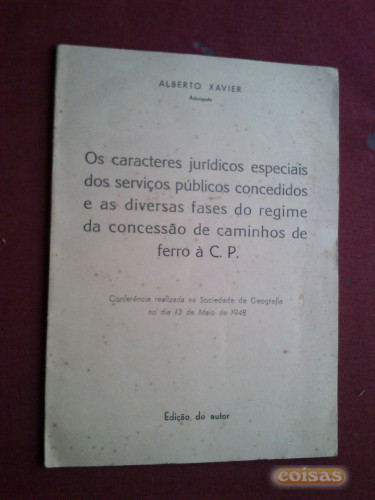 ALBERTO XAVIER
Advogado
Os caracteres jurídicos especiais
dos serviços públicos concedidos
e as diversas fases do regime
da concessão de caminhos de
ferro à C. P.
Conferência realizada na Sociedade de Geografia
no dia 13 de Maio de 1948
Edição do autor
coisas